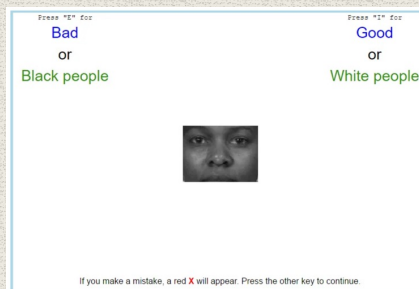 Press "E" for
Press "I" for
Bad
Good
or
or
Black people
White people
If you make a mistake, a red X will appear. Press the other key to continue.